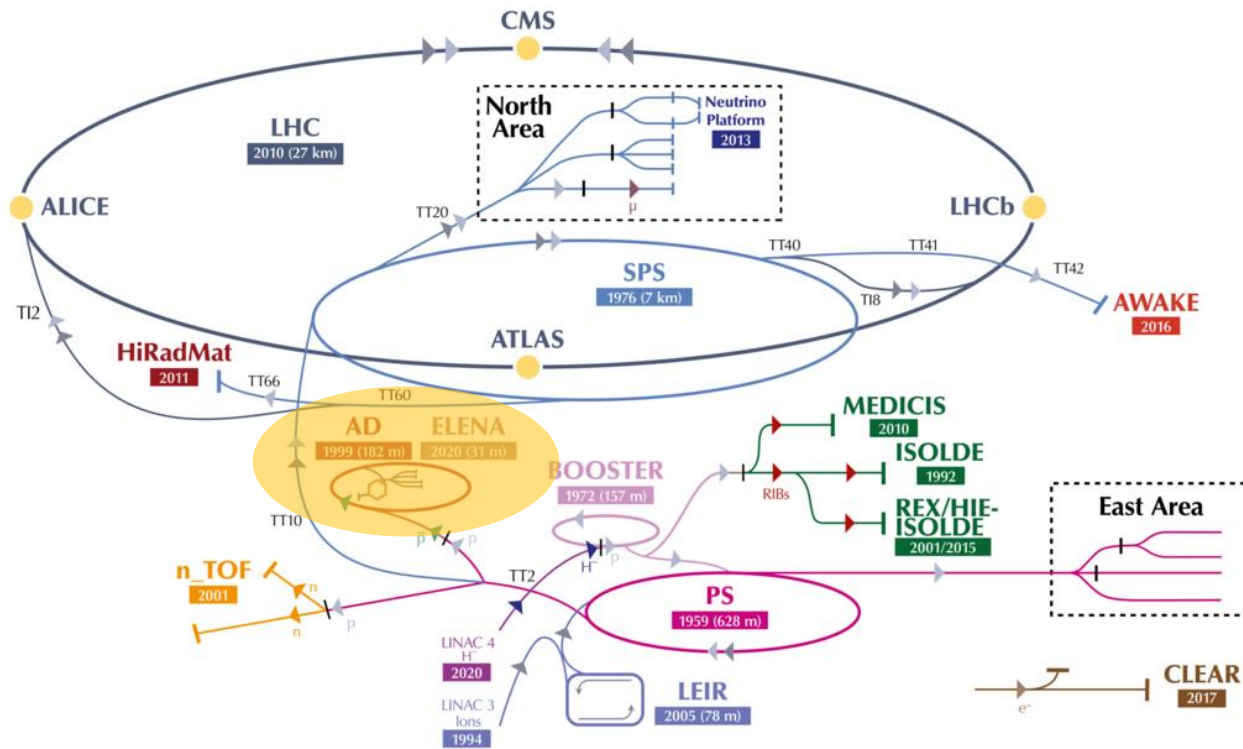 CMS
North
Area
Neutrino
Platform
2013
LHC
2010 (27 km)
ALICE
LHCb
μ
TT20
TT40
TT41
TT42
SPS
1976 (7 km)
TI8
TI2
AWAKE
2016
ATLAS
HiRadMat
2011
TT66
TT60
AD
1999 (182 m)
ELENA
2020 (31 m)
MEDICIS
2010
BOOSTER
1972 (157 m)
ISOLDE
1992
RIBs
REX/HIE-
ISOLDE
2001/2015
East Area
TT10
p̅
p
H⁻
p
TT2
n_TOF
2001
n
n
p
PS
1959 (628 m)
LINAC 4
H⁻
2020
LINAC 3
Ions
1994
LEIR
2005 (78 m)
CLEAR
2017
e⁻